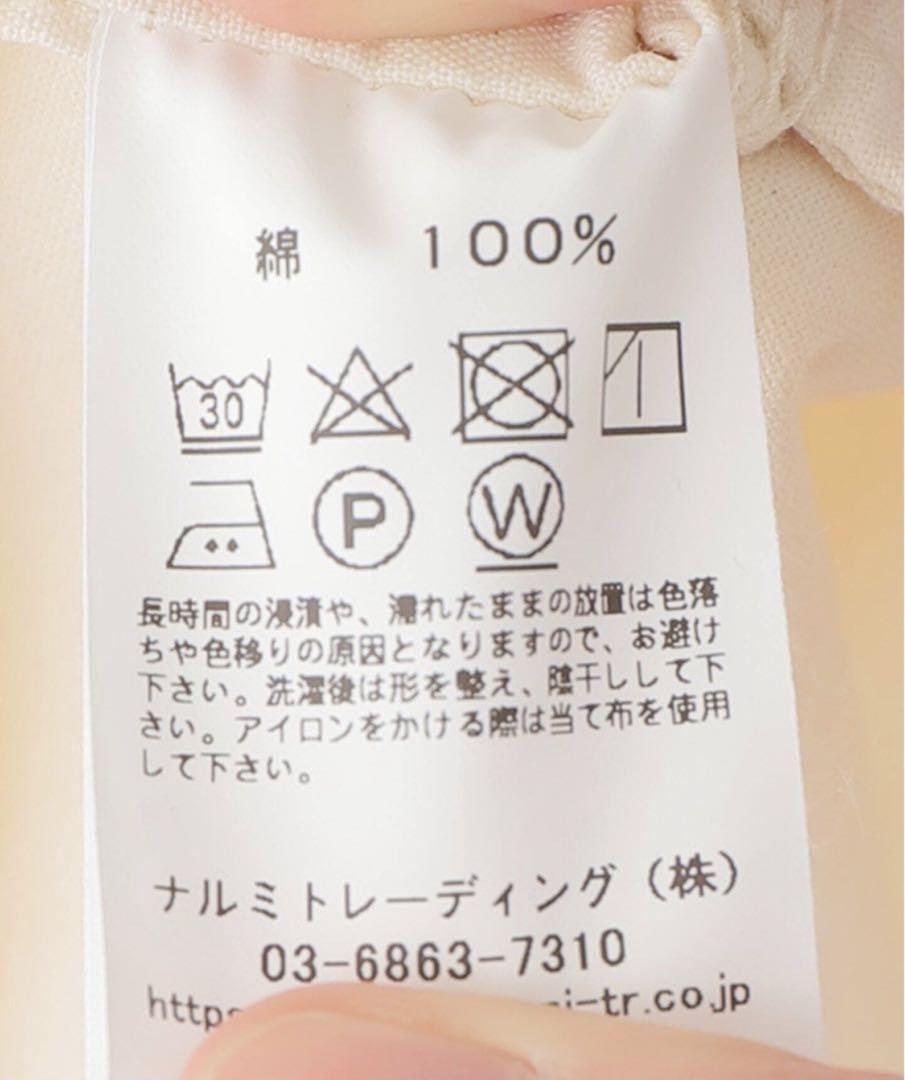 綿 100%
30
P W
長時間の浸漬や、濡れたままの放置は色落
ちや色移りの原因となりますので、お避け
下さい。洗濯後は形を整え、陰干しして下
さい。アイロンをかける際は当て布を使用
して下さい。
ナルミトレーディング(株)
03-6863-7310
https mi-tr.co.jp